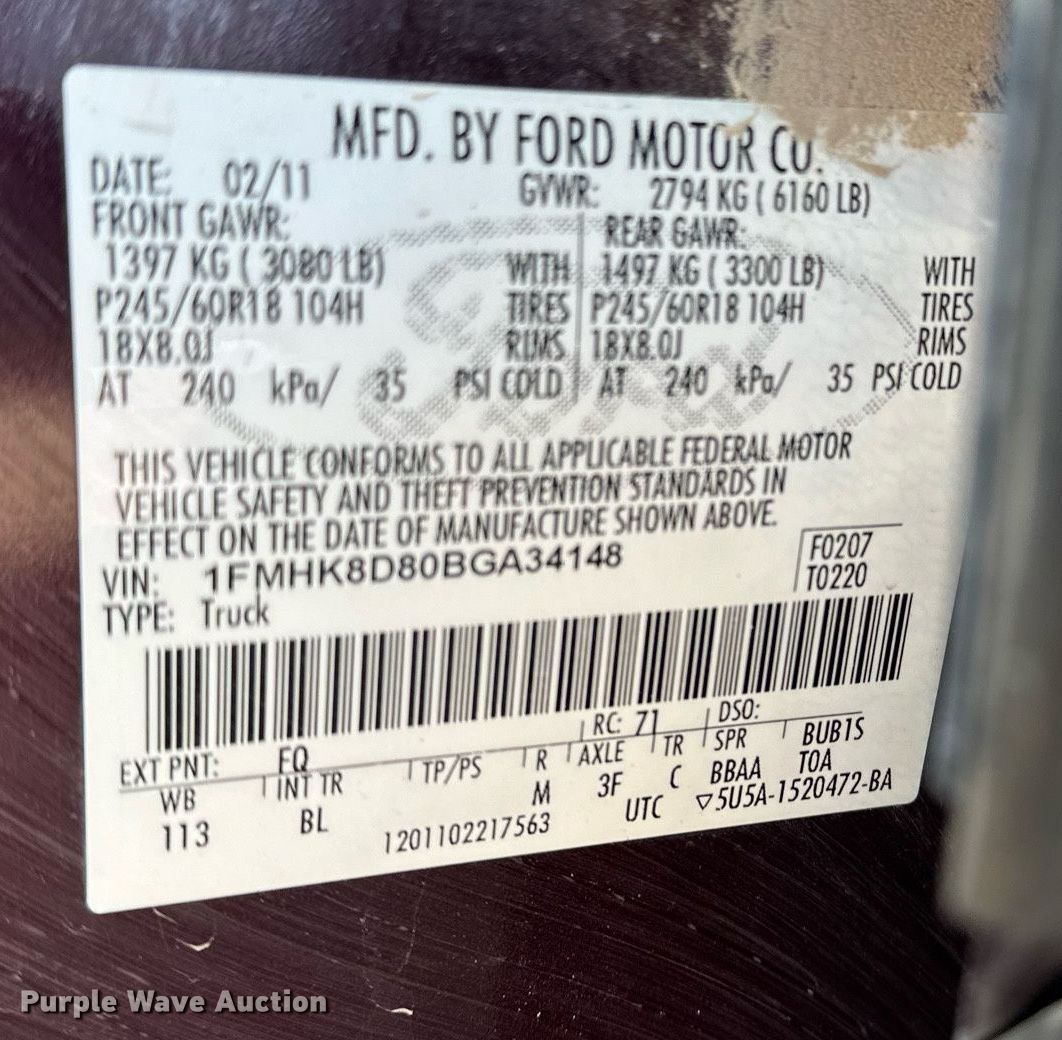 MFD. BY FORD MOTOR CO.
DATE: 02/11 GVWR: 2794 KG ( 6160 LB)
FRONT GAWR: REAR GAWR:
1397 KG ( 3080 LB) WITH 1497 KG ( 3300 LB) WITH
P245/60R18 104H TIRES P245/60R18 104H TIRES
18X8.0J RIMS 18X8.0J RIMS
AT 240 kPa/ 35 PSI COLD AT 240 kPa/ 35 PSI COLD
THIS VEHICLE CONFORMS TO ALL APPLICABLE FEDERAL MOTOR
VEHICLE SAFETY AND THEFT PREVENTION STANDARDS IN
EFFECT ON THE DATE OF MANUFACTURE SHOWN ABOVE.
VIN: 1FMHK8D80BGA34148 F0207
TYPE: Truck T0220
EXT PNT: FQ RC: 71 DSO:
WB INT TR TP/PS R AXLE TR SPR BUB1S
113 BL M 3F C BBAA TOA
1201102217563 UTC ▽5U5A-1520472-BA
Purple Wave Auction